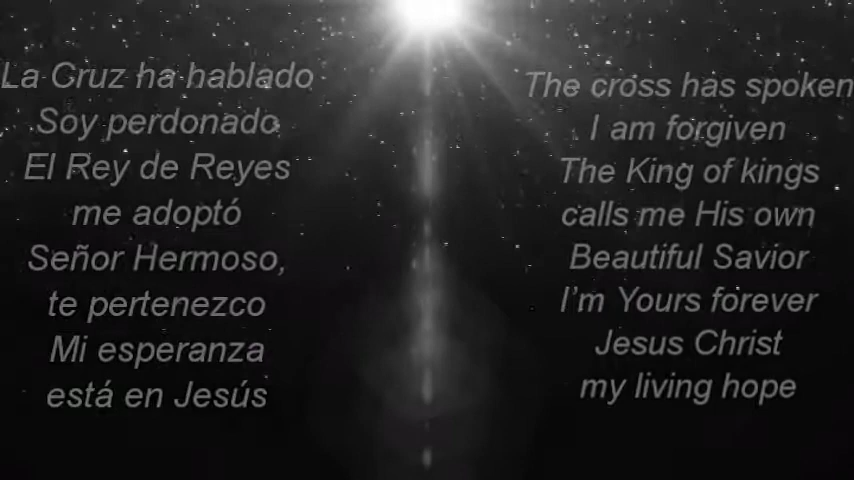 La Cruz ha hablado
Soy perdonado
El Rey de Reyes
me adoptó
Señor Hermoso,
te pertenezco
Mi esperanza
está en Jesús
The cross has spoken
I am forgiven
The King of kings
calls me His own
Beautiful Savior
I'm Yours forever
Jesus Christ
my living hope